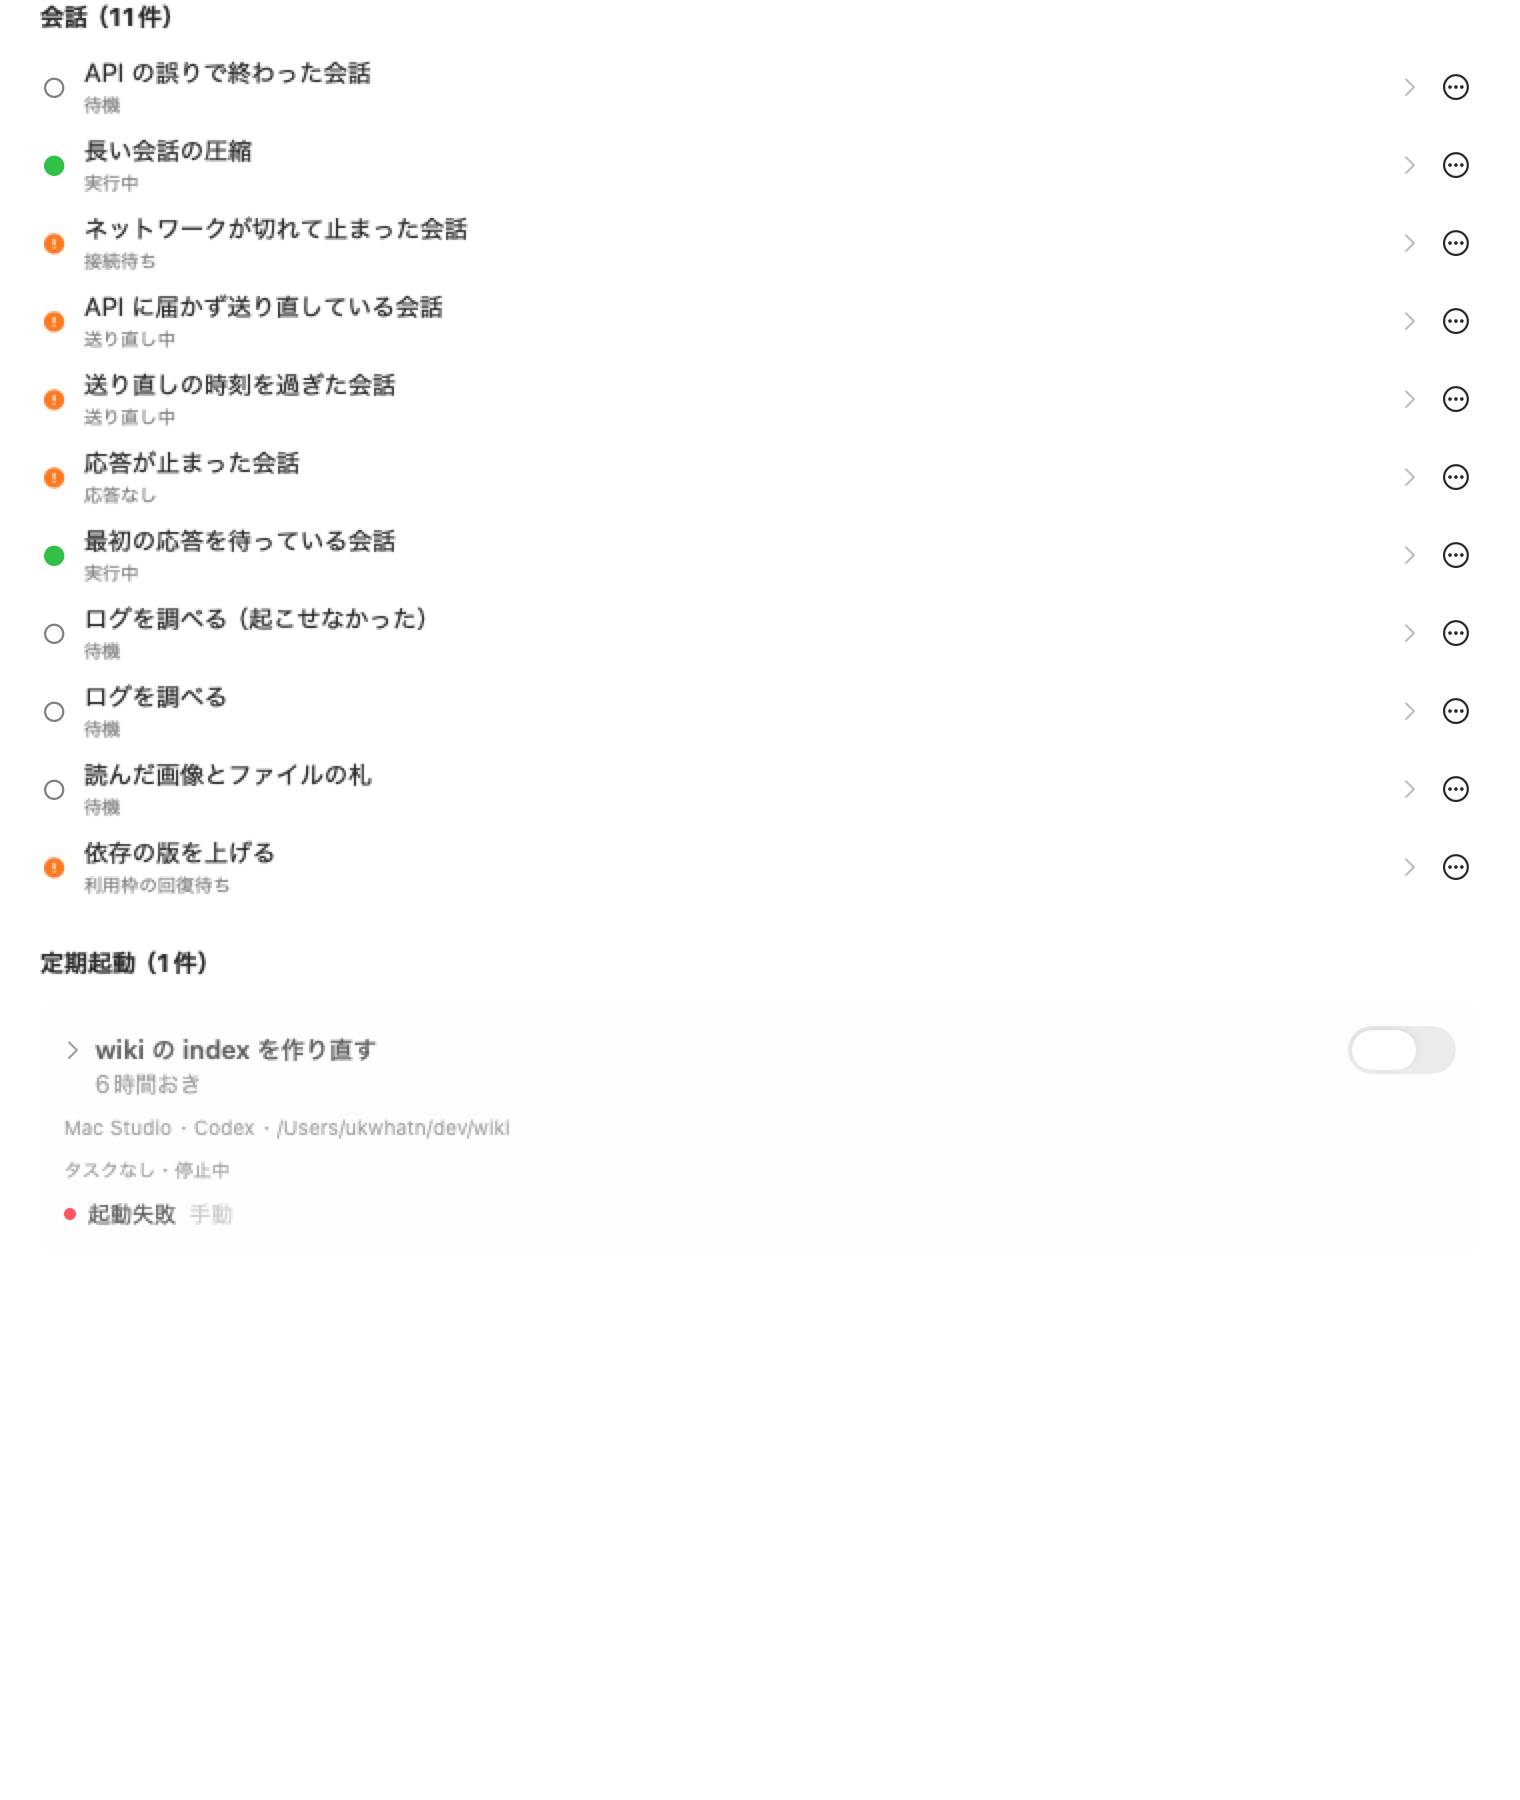 会話（11件）
API の誤りで終わった会話
待機
長い会話の圧縮
実行中
ネットワークが切れて止まった会話
接続待ち
API に届かず送り直している会話
送り直し中
送り直しの時刻を過ぎた会話
送り直し中
応答が止まった会話
応答なし
最初の応答を待っている会話
実行中
ログを調べる（起こせなかった）
待機
ログを調べる
待機
読んだ画像とファイルの札
待機
依存の版を上げる
利用枠の回復待ち
定期起動（1件）
wiki の index を作り直す
6時間おき
Mac Studio・Codex・/Users/ukwhatn/dev/wiki
タスクなし・停止中
起動失敗 手動